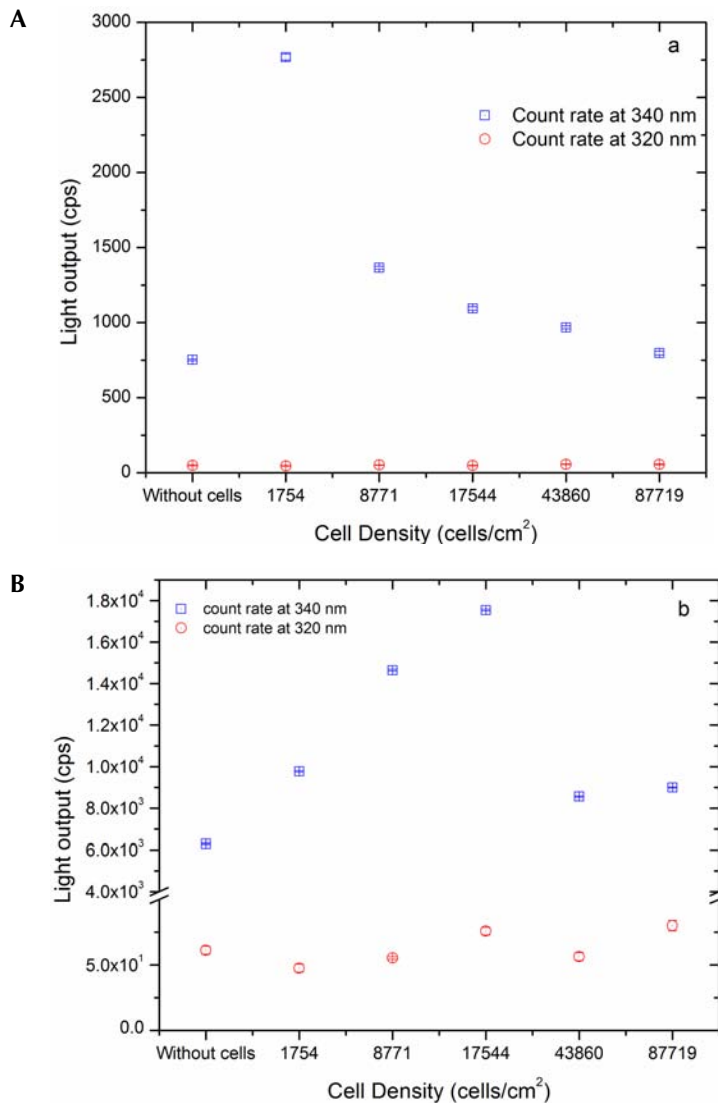 A
a
3000
2500
2000
1500
1000
500
0
Light output (cps)
Count rate at 340 nm
Count rate at 320 nm
Without cells 1754 8771 17544 43860 87719
Cell Density (cells/cm²)
B
b
count rate at 340 nm
count rate at 320 nm
1.8x10⁴
1.6x10⁴
1.4x10⁴
1.2x10⁴
1.0x10⁴
8.0x10³
6.0x10³
4.0x10³
5.0x10¹
0.0
Light output (cps)
Without cells 1754 8771 17544 43860 87719
Cell Density (cells/cm²)